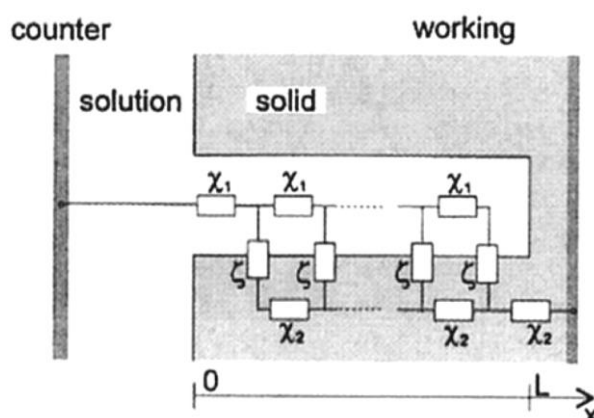 counter
working
solution
solid
χ₁ χ₁ χ₁
ζ ζ ζ ζ
χ₂ χ₂ χ₂
0 L x